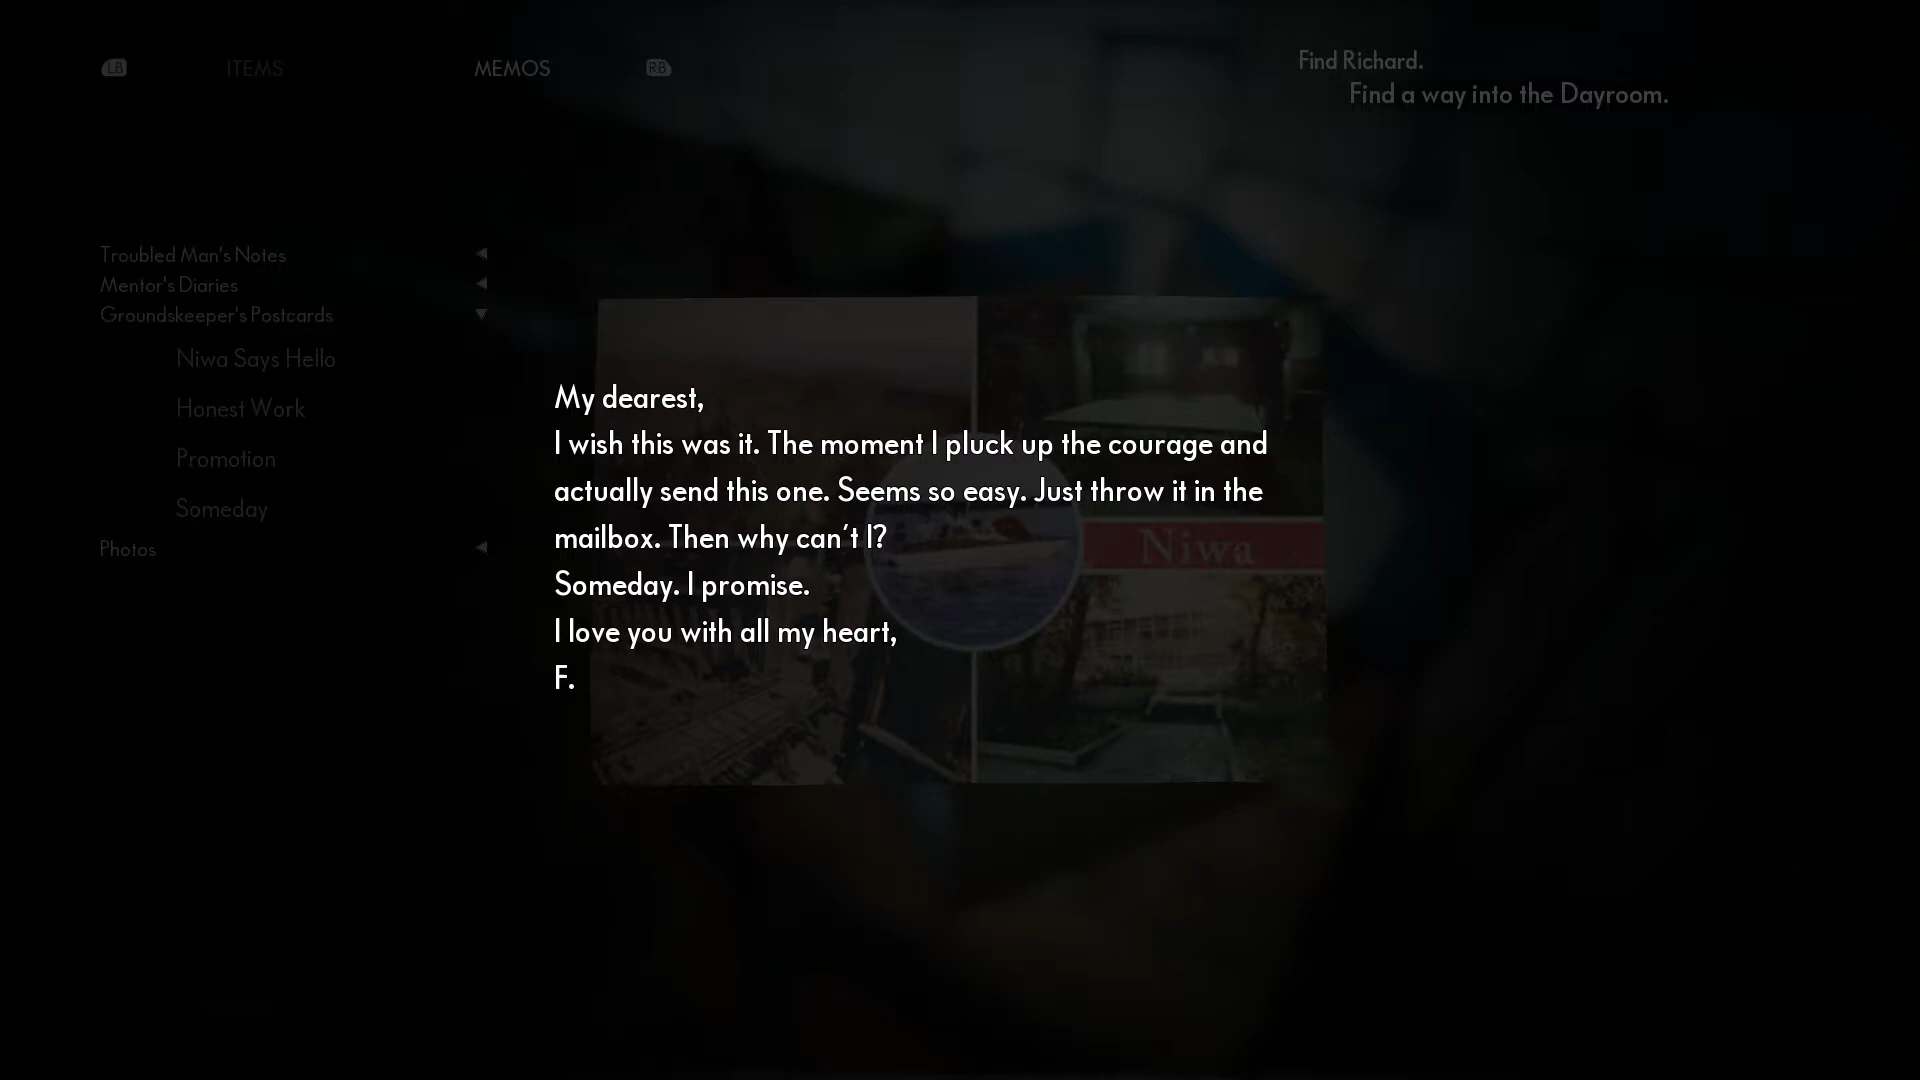 LB ITEMS MEMOS RB
Find Richard.
Find a way into the Dayroom.
Troubled Man's Notes
Mentor's Diaries
Groundskeeper's Postcards
Niwa Says Hello
Honest Work
Promotion
Someday
Photos
My dearest,
I wish this was it. The moment I pluck up the courage and
actually send this one. Seems so easy. Just throw it in the
mailbox. Then why can´t I?
Someday. I promise.
I love you with all my heart,
F.
Niwa